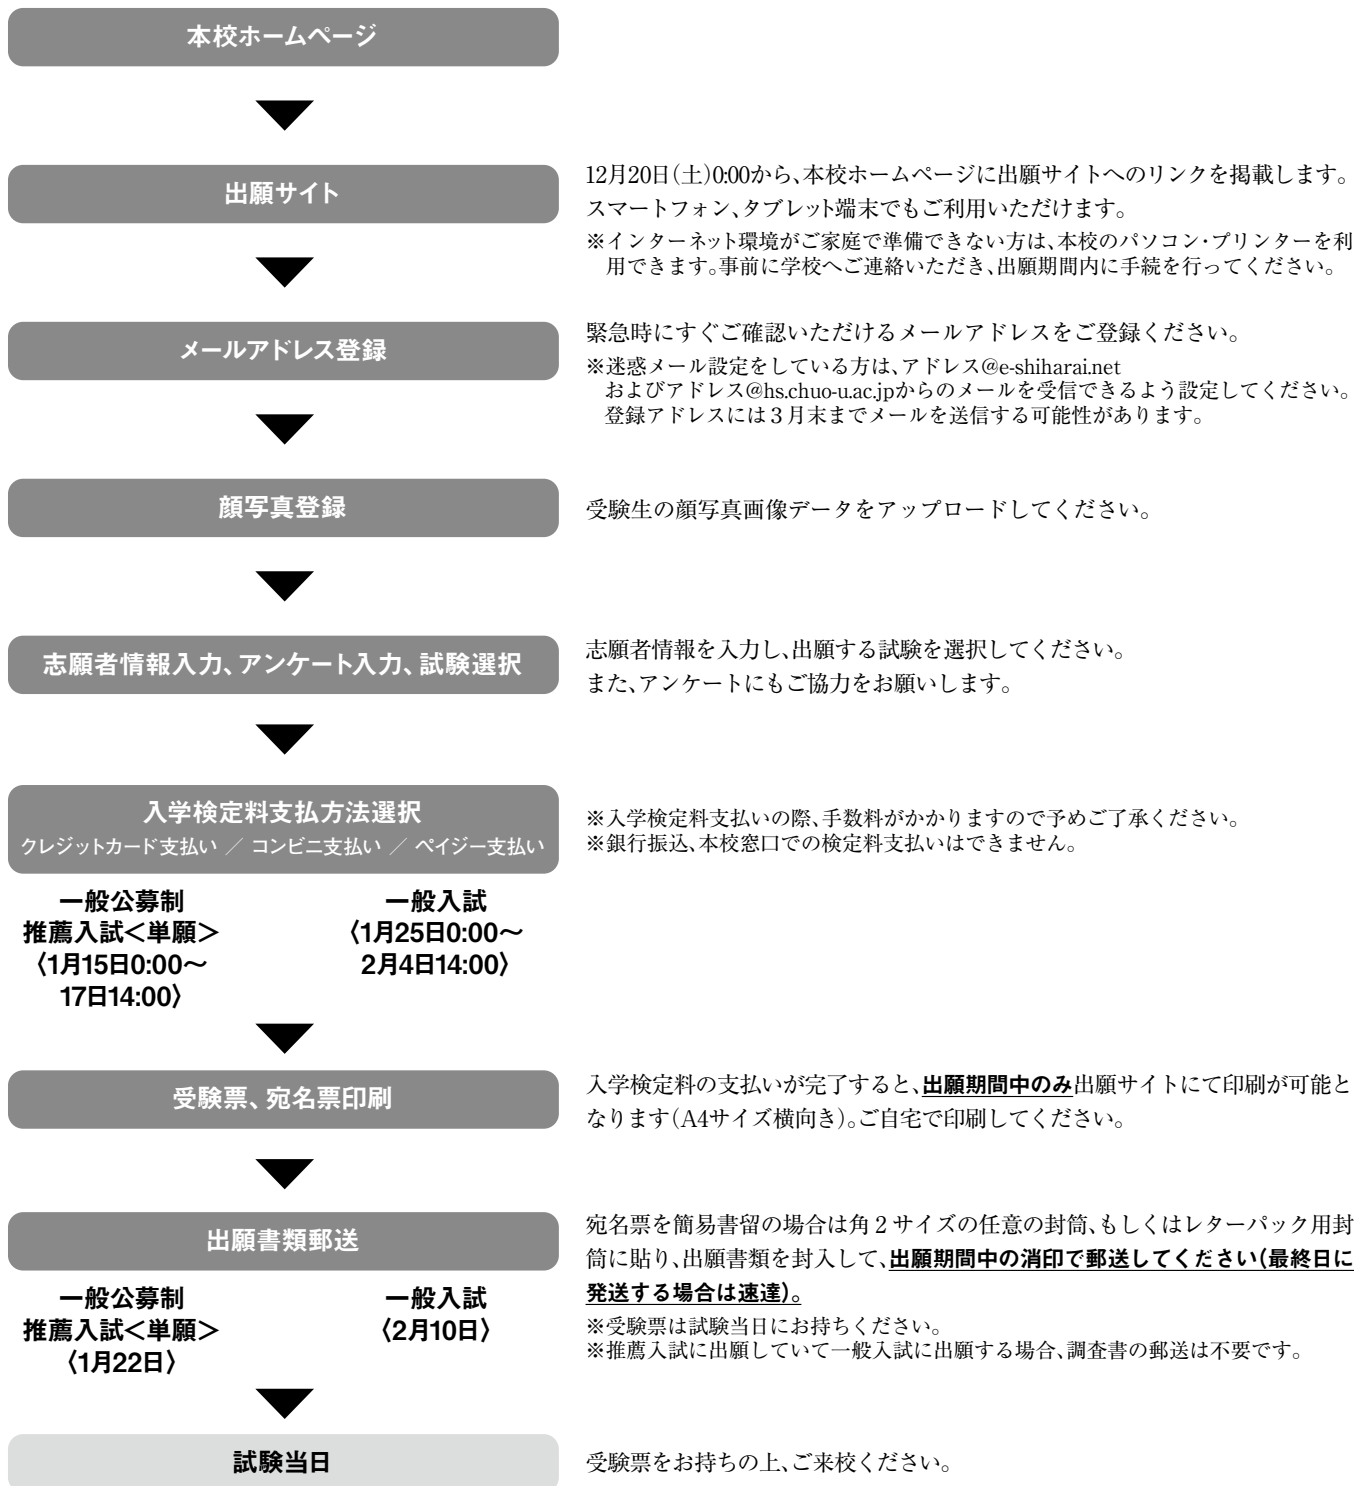 本校ホームページ
出願サイト
12月20日(土)0:00から、本校ホームページに出願サイトへのリンクを掲載します。
スマートフォン、タブレット端末でもご利用いただけます。
※インターネット環境がご家庭で準備できない方は、本校のパソコン・プリンターを利
用できます。事前に学校へご連絡いただき、出願期間内に手続を行ってください。
メールアドレス登録
緊急時にすぐご確認いただけるメールアドレスをご登録ください。
※迷惑メール設定をしている方は、アドレス@e-shiharai.net
およびアドレス@hs.chuo-u.ac.jpからのメールを受信できるよう設定してください。
登録アドレスには3月末までメールを送信する可能性があります。
顔写真登録
受験生の顔写真画像データをアップロードしてください。
志願者情報入力、アンケート入力、試験選択
志願者情報を入力し、出願する試験を選択してください。
また、アンケートにもご協力をお願いします。
入学検定料支払方法選択
クレジットカード支払い ／ コンビニ支払い ／ ペイジー支払い
※入学検定料支払いの際、手数料がかかりますので予めご了承ください。
※銀行振込、本校窓口での検定料支払いはできません。
一般公募制
推薦入試＜単願＞
〈1月15日0:00～
17日14:00〉
一般入試
〈1月25日0:00～
2月4日14:00〉
受験票、宛名票印刷
入学検定料の支払いが完了すると、出願期間中のみ出願サイトにて印刷が可能と
なります(A4サイズ横向き)。ご自宅で印刷してください。
出願書類郵送
宛名票を簡易書留の場合は角2サイズの任意の封筒、もしくはレターパック用封
筒に貼り、出願書類を封入して、出願期間中の消印で郵送してください(最終日に
発送する場合は速達)。
※受験票は試験当日にお持ちください。
※推薦入試に出願していて一般入試に出願する場合、調査書の郵送は不要です。
一般公募制
推薦入試＜単願＞
〈1月22日〉
一般入試
〈2月10日〉
試験当日
受験票をお持ちの上、ご来校ください。